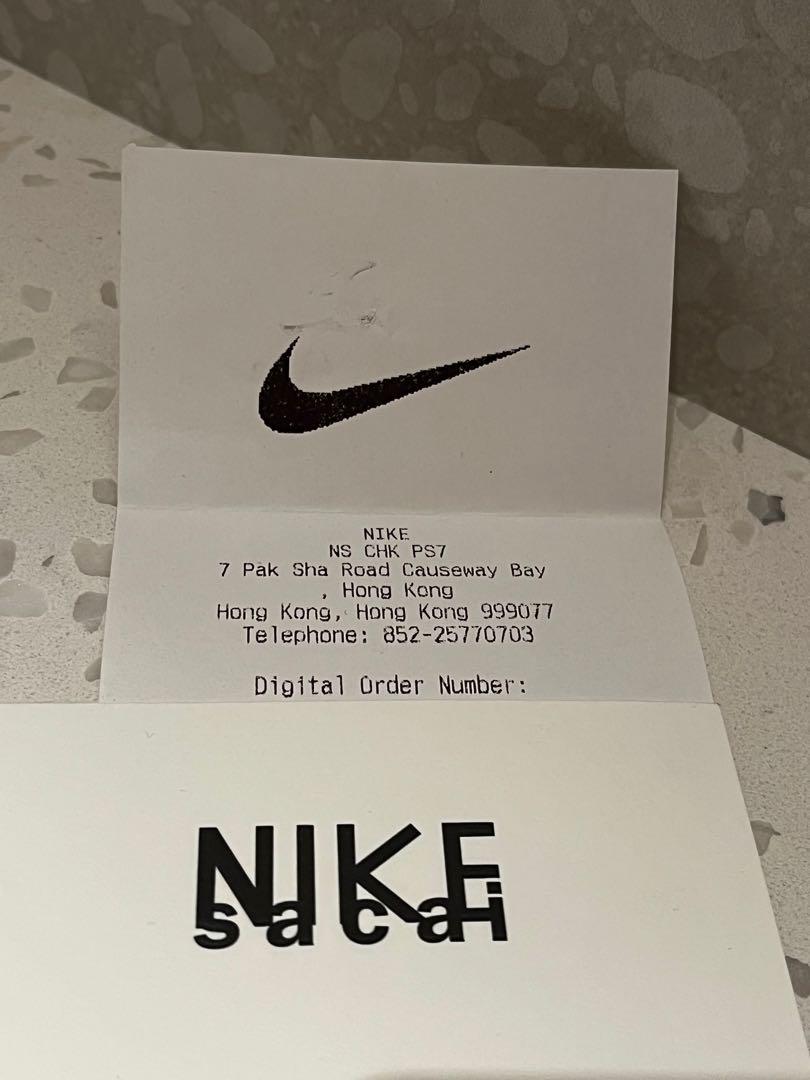 NIKE
NS CHK PS7
7 Pak Sha Road Causeway Bay
, Hong Kong
Hong Kong, Hong Kong 999077
Telephone: 852-25770703
Digital Order Number:
NIKE
sacai